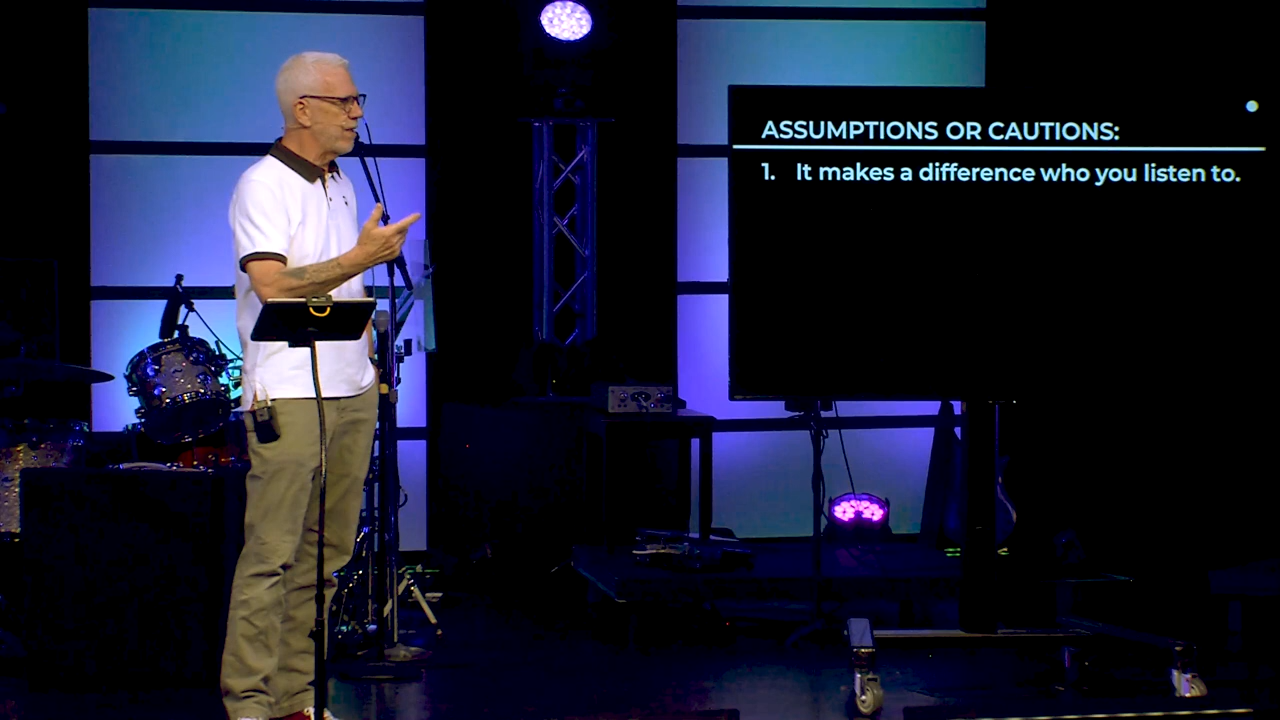 ASSUMPTIONS OR CAUTIONS:
1. It makes a difference who you listen to.